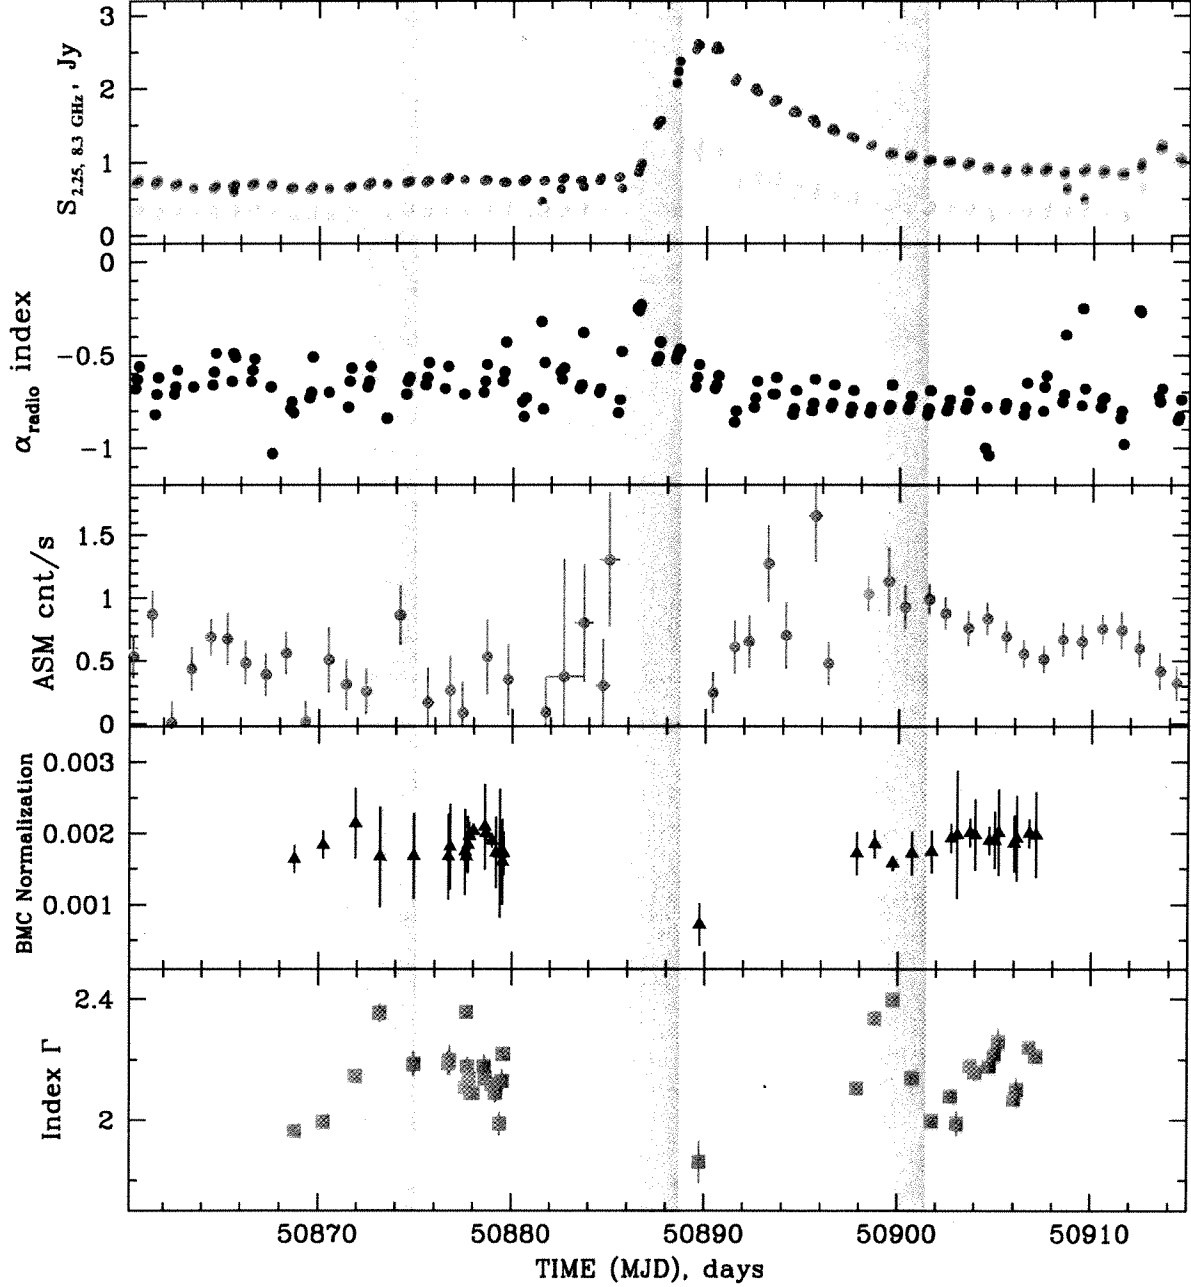 3
2
1
0
S2.25, 8.3 GHz, Jy
0
−0.5
−1
αradio index
1.5
1
0.5
0
ASM cnt/s
0.003
0.002
0.001
BMC Normalization
2.4
2
Index Γ
50870 50880 50890 50900 50910
TIME (MJD), days